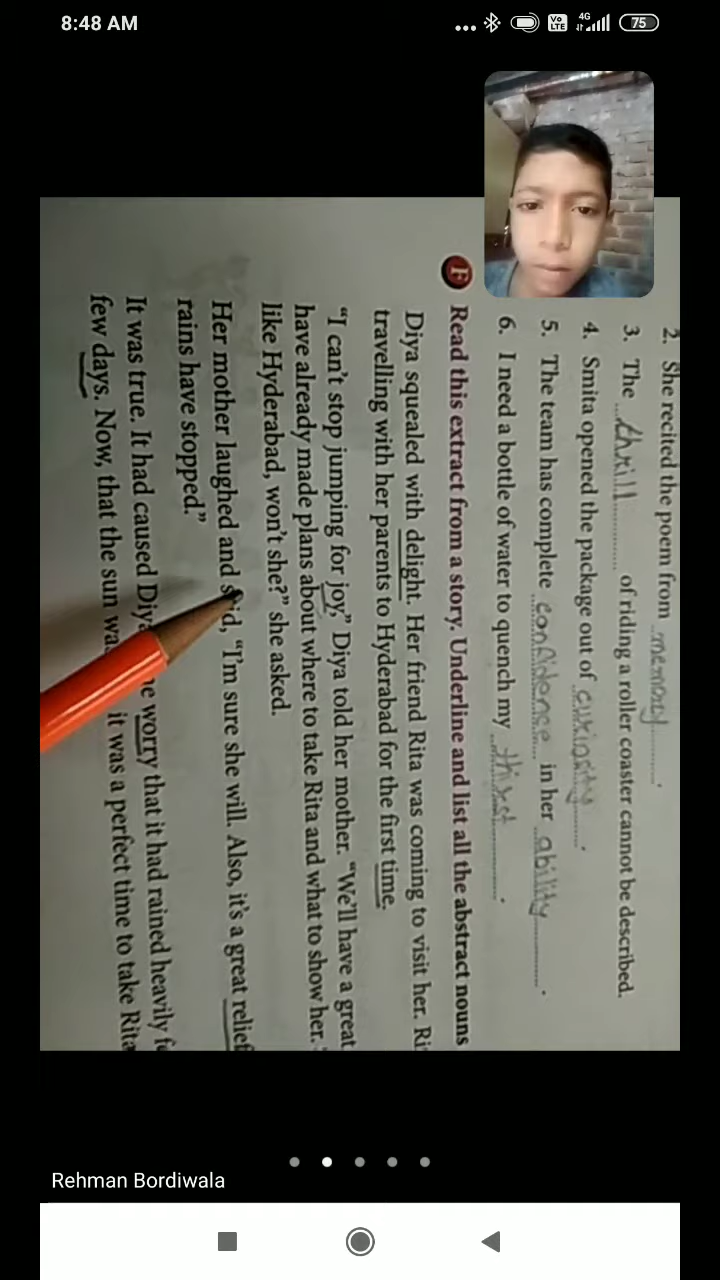 8:48 AM
Vo LTE 4G 75
2. She recited the poem from memory.
3. The thrill of riding a roller coaster cannot be described.
4. Smita opened the package out of curiosity.
5. The team has complete confidence in her ability.
6. I need a bottle of water to quench my thirst.
F Read this extract from a story. Underline and list all the abstract nouns
Diya squealed with delight. Her friend Rita was coming to visit her. Ri
travelling with her parents to Hyderabad for the first time.
“I can't stop jumping for joy,” Diya told her mother. “We'll have a great
have already made plans about where to take Rita and what to show her.
like Hyderabad, won't she?” she asked.
Her mother laughed and said, “I'm sure she will. Also, it's a great relief
rains have stopped.”
It was true. It had caused Diya worry that it had rained heavily
few days. Now, that the sun it was a perfect time to take Rita
Rehman Bordiwala